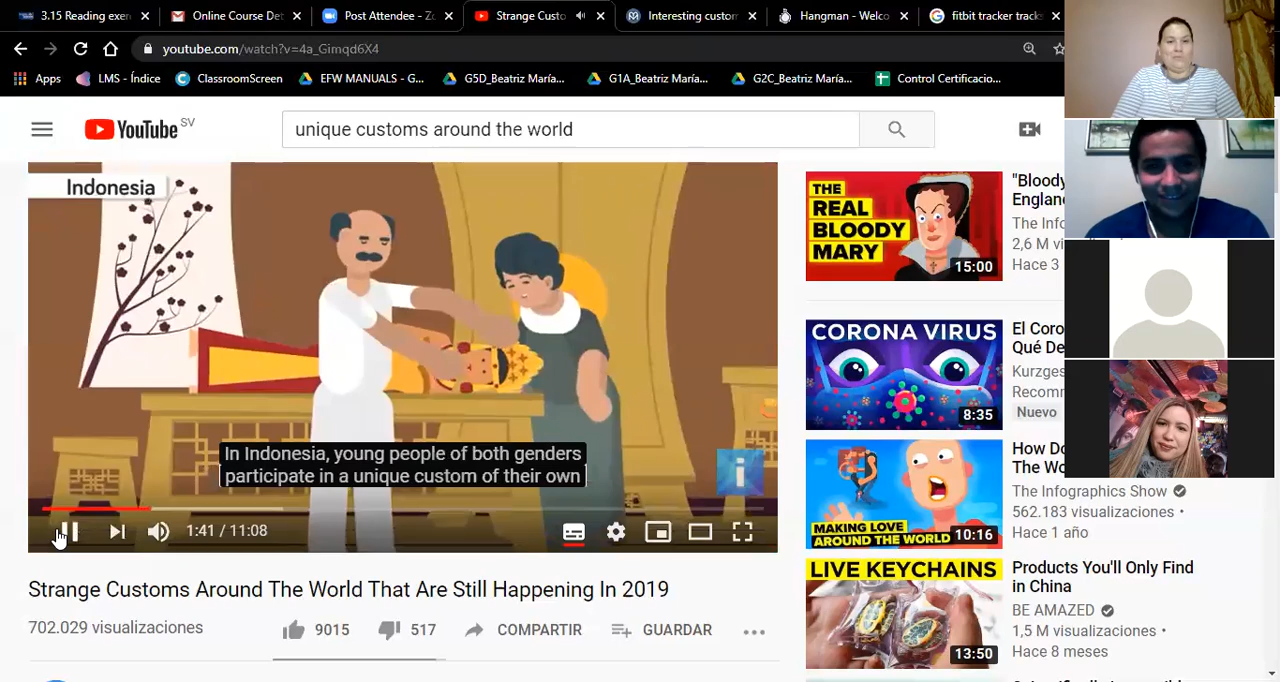 3.15 Reading exer
Online Course Det
Post Attendee - Zo
Strange Custo
Interesting custom
Hangman - Welco
fitbit tracker track
youtube.com/watch?v=4a_Gimqd6X4
Apps
LMS - Índice
ClassroomScreen
EFW MANUALS - G...
G5D_Beatriz María...
G1A_Beatriz María...
G2C_Beatriz María...
Control Certificacio...
YouTube SV
unique customs around the world
Indonesia
In Indonesia, young people of both genders
participate in a unique custom of their own
1:41 / 11:08
Strange Customs Around The World That Are Still Happening In 2019
702.029 visualizaciones
9015
517
COMPARTIR
GUARDAR
THE
REAL
BLOODY
MARY
15:00
"Bloody
Englan
The Info
2,6 M vi
Hace 3
CORONA VIRUS
8:35
El Coro
Qué De
Kurzges
Recom
Nuevo
MAKING LOVE
AROUND THE WORLD
10:16
How Do
The Wo
The Infographics Show
562.183 visualizaciones •
Hace 1 año
LIVE KEYCHAINS
13:50
Products You'll Only Find
in China
BE AMAZED
1,5 M visualizaciones •
Hace 8 meses